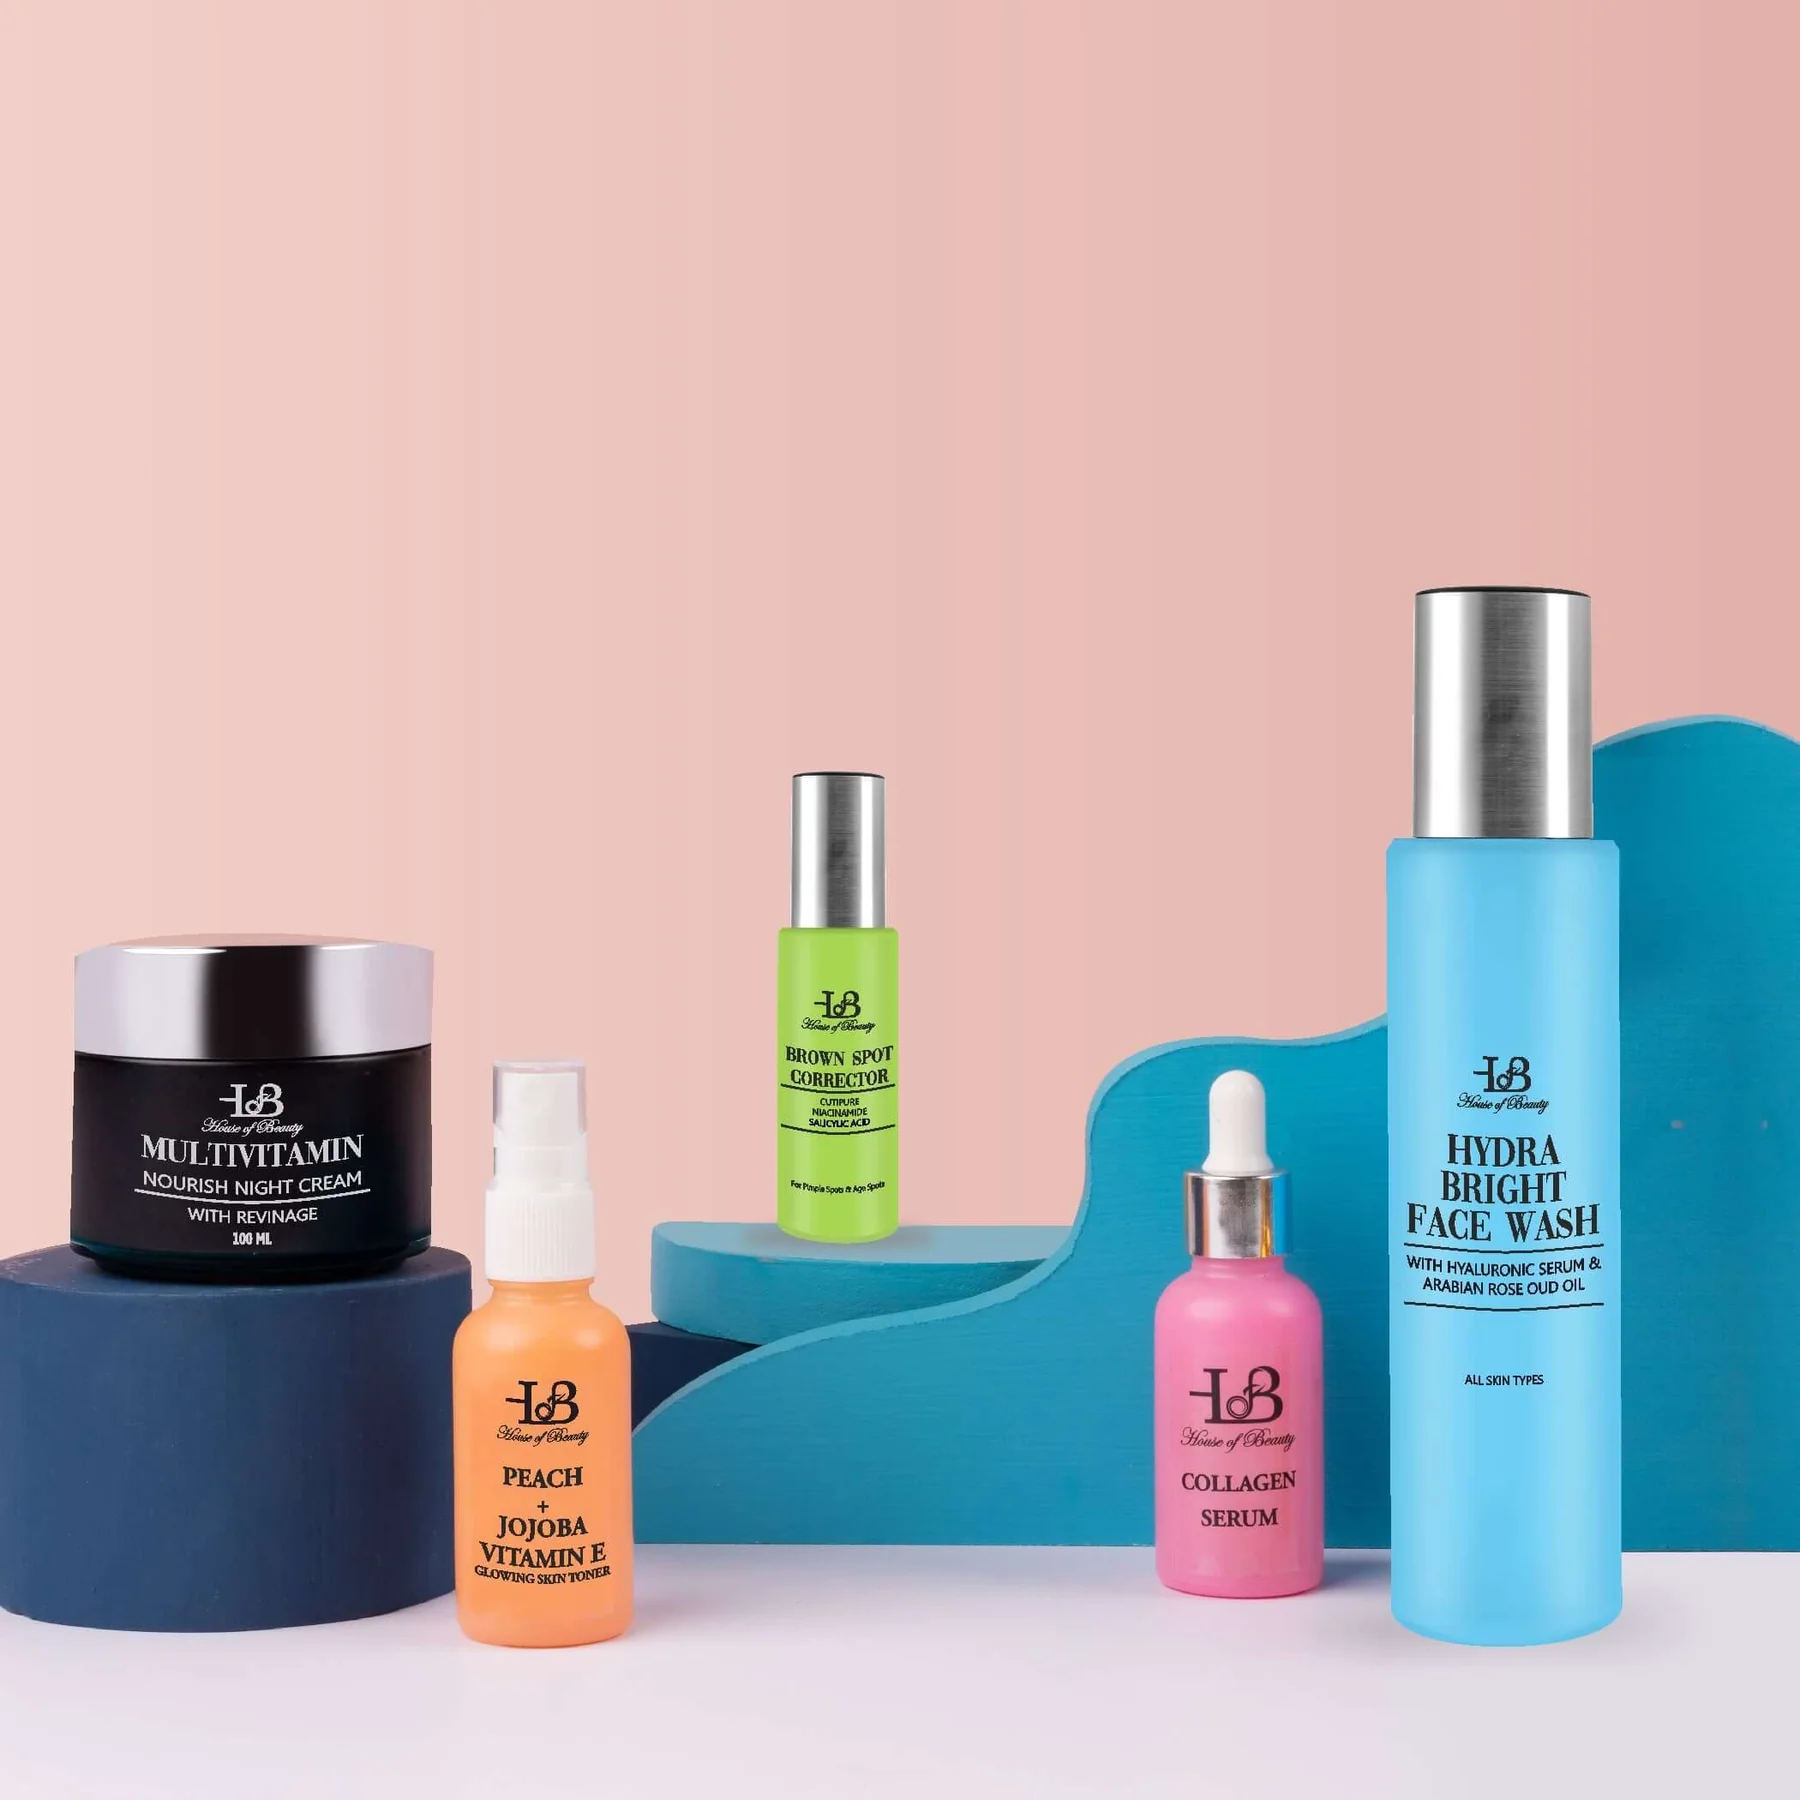 HoB
House of Beauty
MULTIVITAMIN
NOURISH NIGHT CREAM
WITH REVINAGE
100 ML
HoB
House of Beauty
PEACH
+
JOJOBA
VITAMIN E
GLOWING SKIN TONER
HoB
House of Beauty
BROWN SPOT
CORRECTOR
CUTIPURE
NIACINAMIDE
SALICYLIC ACID
For Pimple Spots & Age Spots
HoB
House of Beauty
COLLAGEN
SERUM
HoB
House of Beauty
HYDRA
BRIGHT
FACE WASH
WITH HYALURONIC SERUM &
ARABIAN ROSE OUD OIL
ALL SKIN TYPES